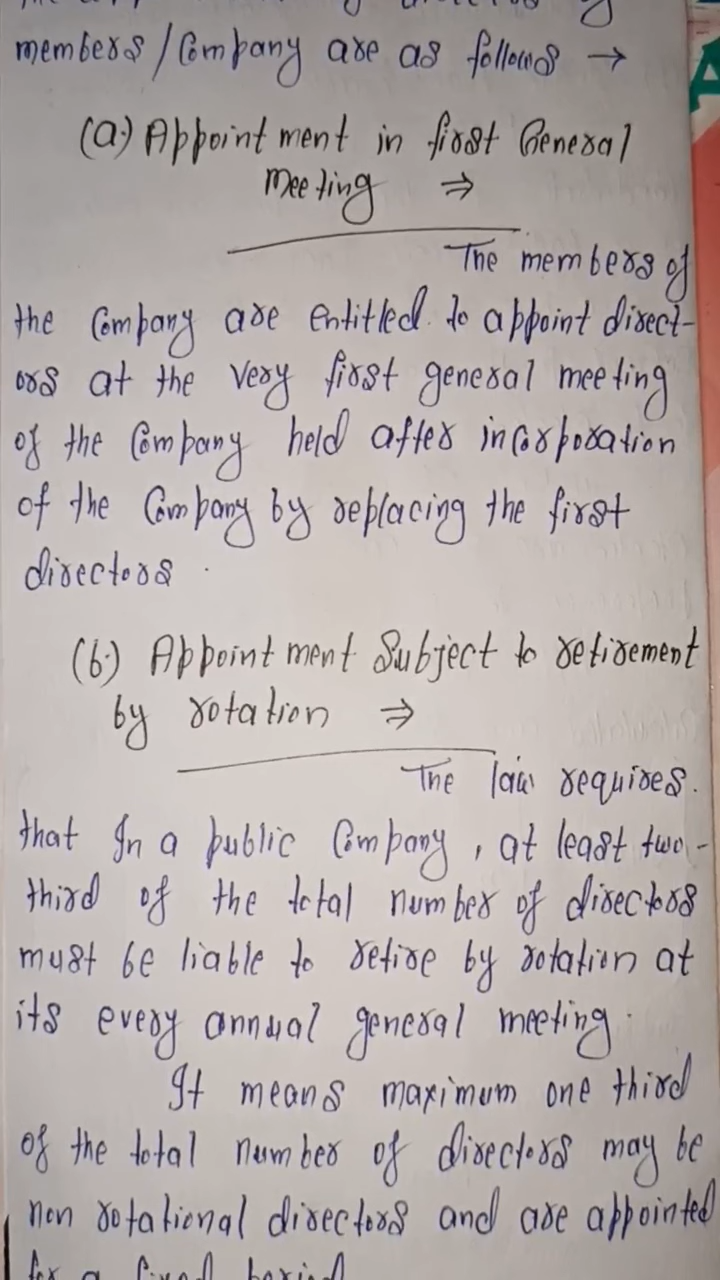 members/Company are as follows →
(a) Appointment in first General
Meeting ⇒
The members of
the Company are entitled to appoint direct-
ors at the very first general meeting
of the Company held after incorporation
of the Company by replacing the first
directors.
(b) Appointment Subject to retirement
by rotation ⇒
The law requires.
that In a public Company, at least two-
third of the total number of directors
must be liable to retire by rotation at
its every annual general meeting.
It means maximum one third
of the total number of directors may be
non rotational directors and are appointed
for a fixed period